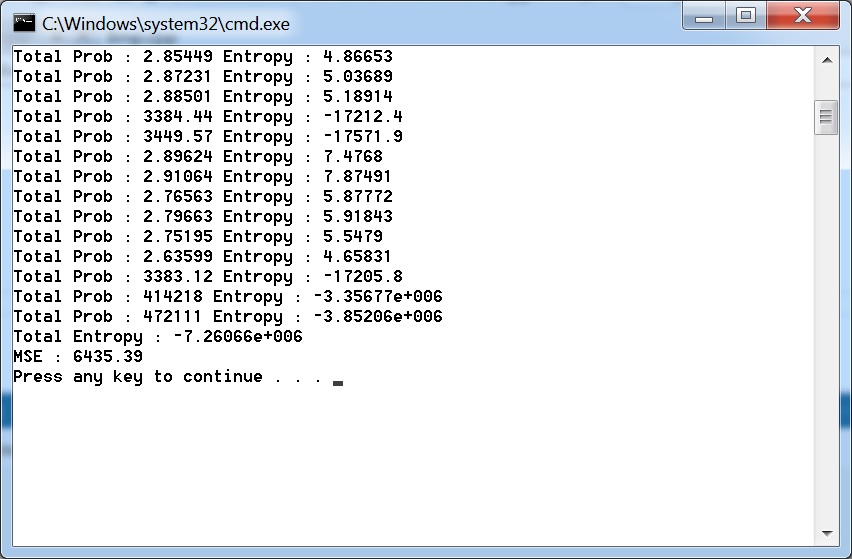 C:\Windows\system32\cmd.exe
Total Prob : 2.85449 Entropy : 4.86653
Total Prob : 2.87231 Entropy : 5.03689
Total Prob : 2.88501 Entropy : 5.18914
Total Prob : 3384.44 Entropy : -17212.4
Total Prob : 3449.57 Entropy : -17571.9
Total Prob : 2.89624 Entropy : 7.4768
Total Prob : 2.91064 Entropy : 7.87491
Total Prob : 2.76563 Entropy : 5.87772
Total Prob : 2.79663 Entropy : 5.91843
Total Prob : 2.75195 Entropy : 5.5479
Total Prob : 2.63599 Entropy : 4.65831
Total Prob : 3383.12 Entropy : -17205.8
Total Prob : 414218 Entropy : -3.35677e+006
Total Prob : 472111 Entropy : -3.85206e+006
Total Entropy : -7.26066e+006
MSE : 6435.39
Press any key to continue . . .